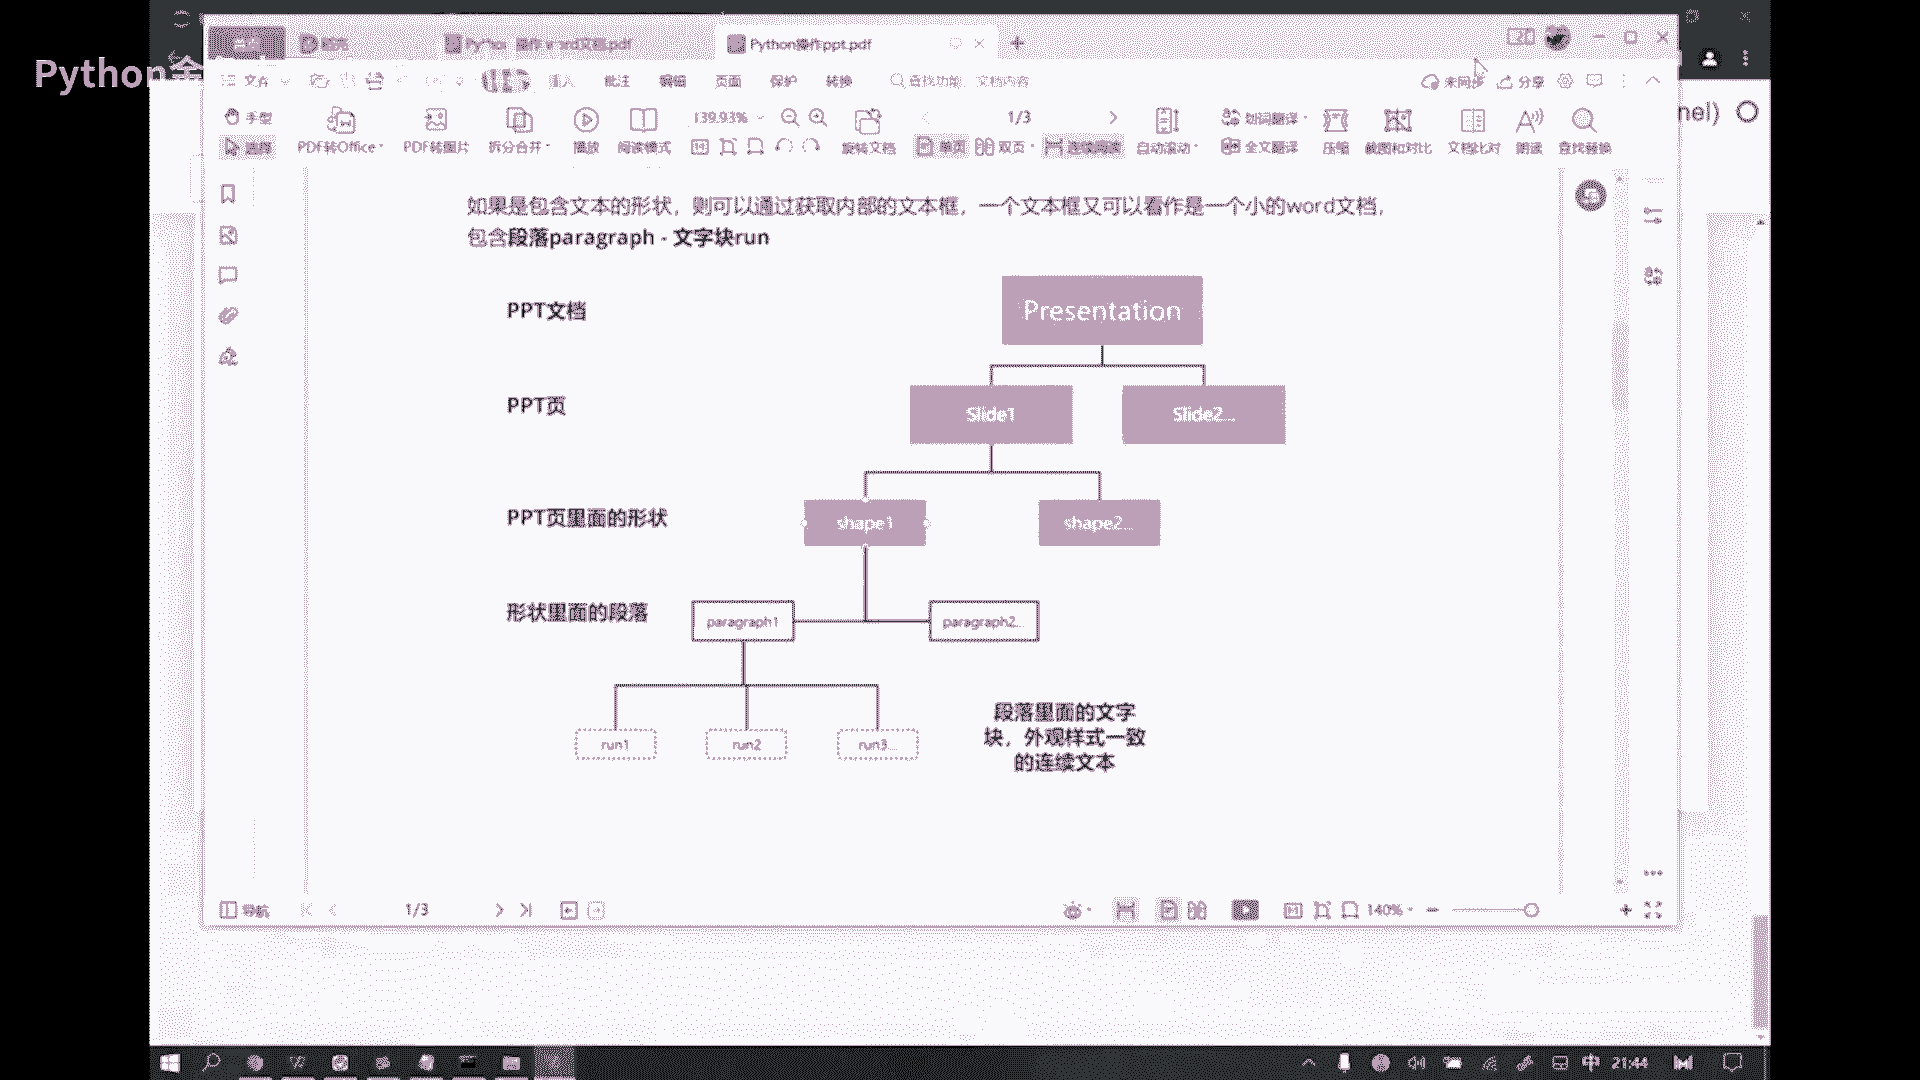 Python全
首页 稻壳 Python 操作word文档.pdf Python操作ppt.pdf
文件 插入 批注 编辑 页面 保护 转换 查找功能、文档内容 未同步 分享
nel)
手型 139.93% 1/3 划词翻译
选择 PDF转Office PDF转图片 拆分合并 播放 阅读模式 旋转文档 单页 双页 连续阅读 自动滚动 全文翻译 压缩 截图和对比 文档比对 朗读 查找替换
如果是包含文本的形状，则可以通过获取内部的文本框，一个文本框又可以看作是一个小的word文档，
包含段落paragraph - 文字块run
PPT文档
Presentation
PPT页
Slide1
Slide2...
PPT页里面的形状
shape1
shape2...
形状里面的段落
paragraph1
paragraph2...
run1
run2
run3...
段落里面的文字
块，外观样式一致
的连续文本
导航 1/3 140%
中 21:44